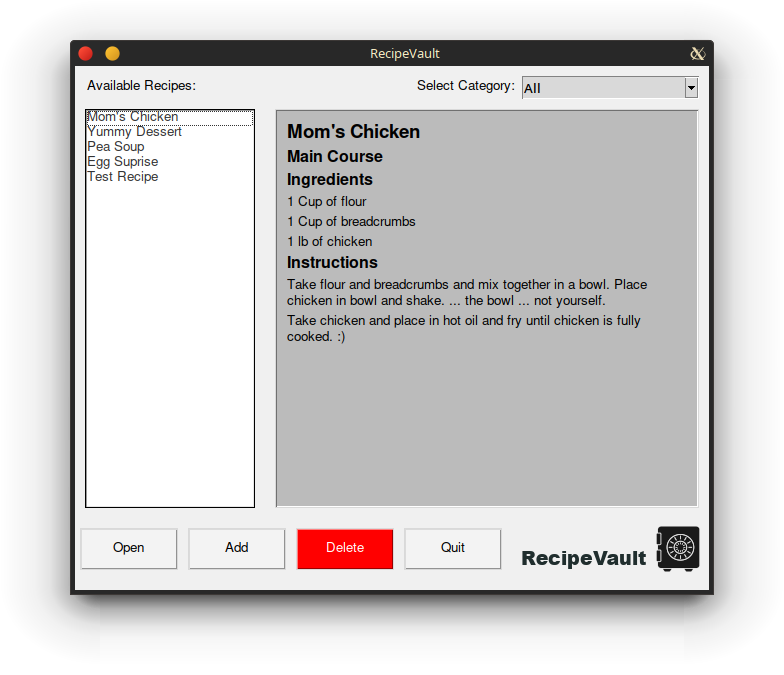 RecipeVault
Available Recipes:
Select Category:
All
Mom's Chicken
Yummy Dessert
Pea Soup
Egg Suprise
Test Recipe
Mom's Chicken
Main Course
Ingredients
1 Cup of flour
1 Cup of breadcrumbs
1 lb of chicken
Instructions
Take flour and breadcrumbs and mix together in a bowl. Place
chicken in bowl and shake. ... the bowl ... not yourself.
Take chicken and place in hot oil and fry until chicken is fully
cooked. :)
Open
Add
Delete
Quit
RecipeVault